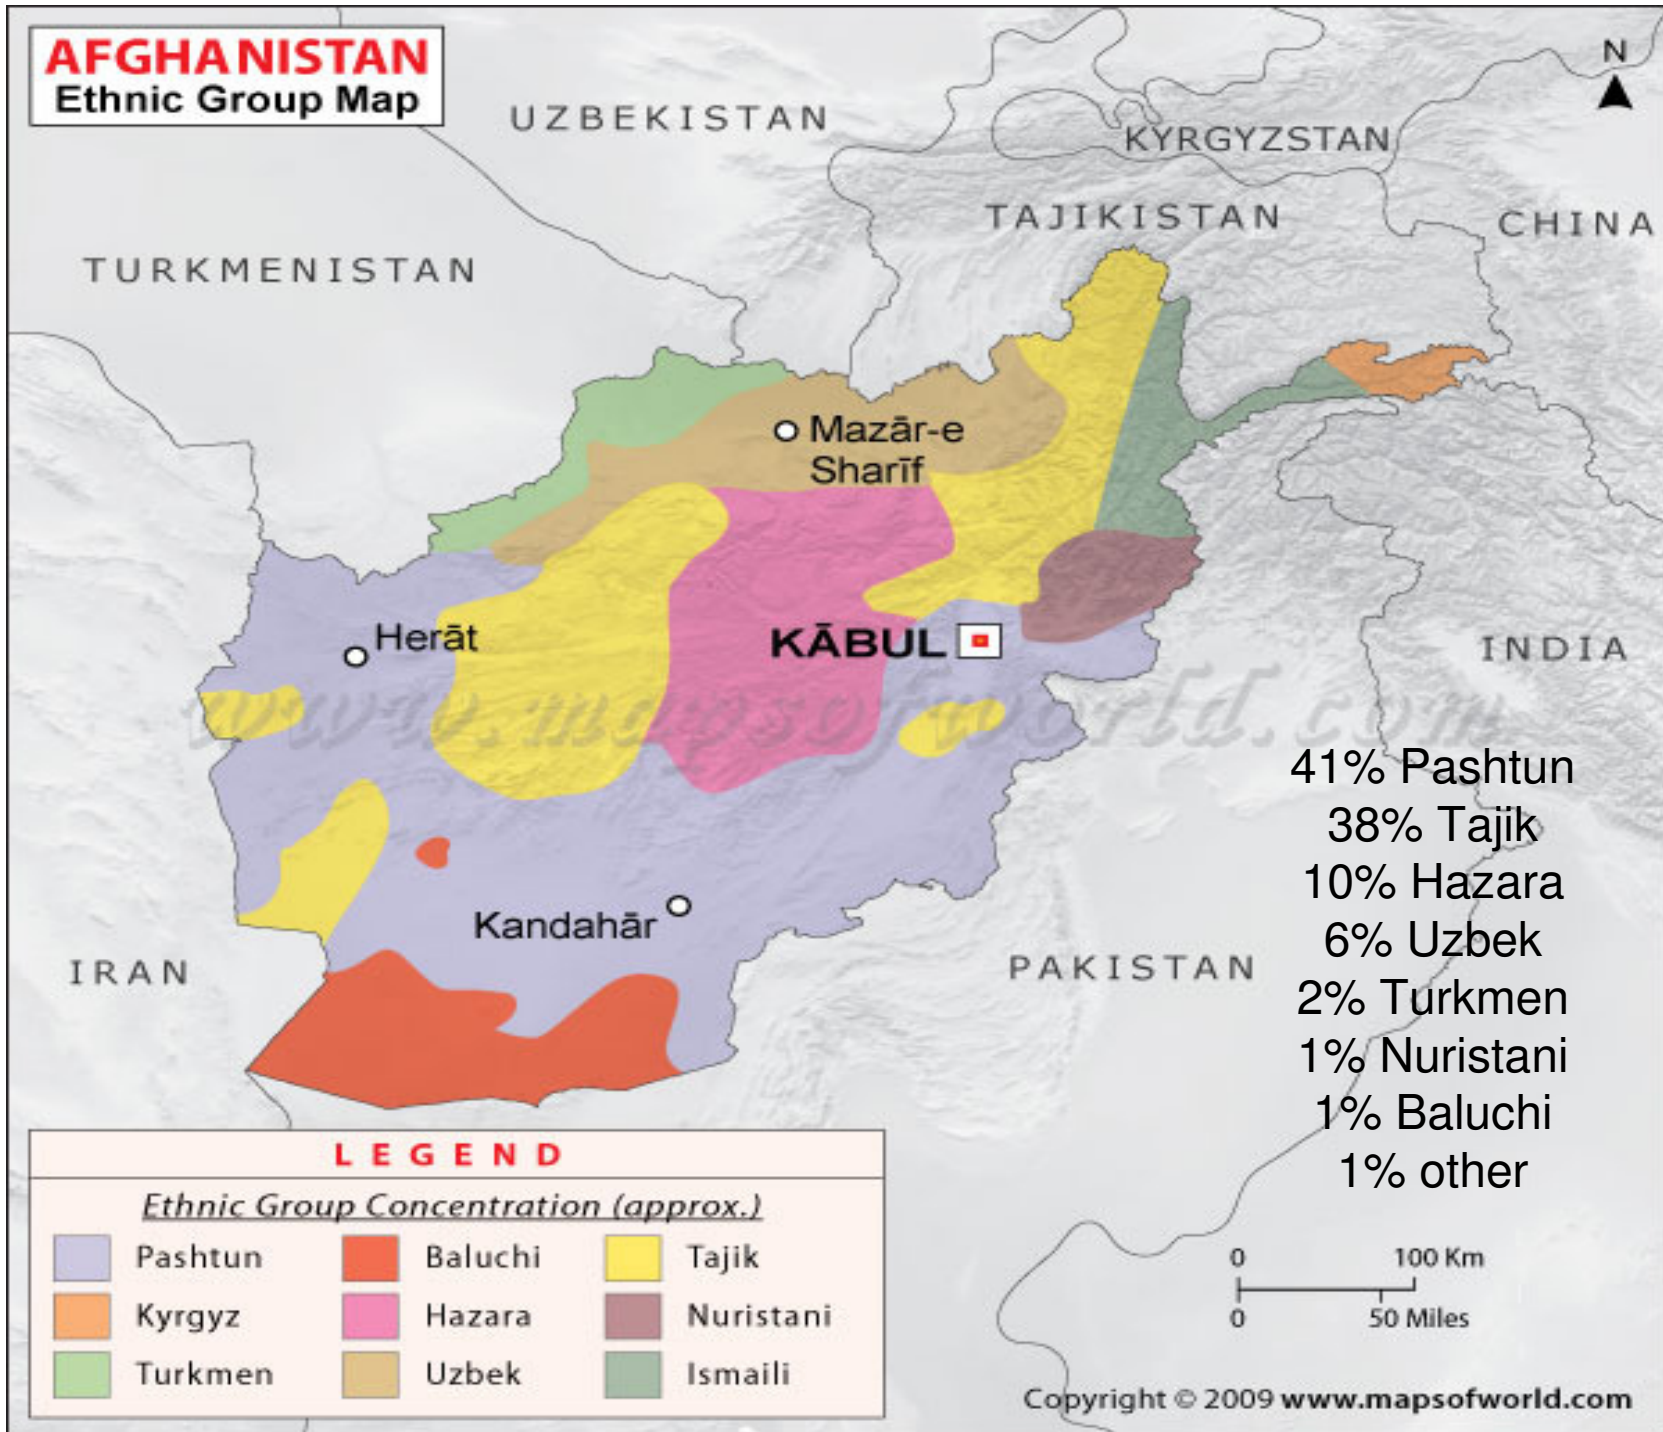 AFGHANISTAN
Ethnic Group Map
N
UZBEKISTAN
KYRGYZSTAN
TAJIKISTAN
CHINA
TURKMENISTAN
Mazār-e
Sharīf
Herāt
KĀBUL
INDIA
www.mapsofworld.com
41% Pashtun
38% Tajik
10% Hazara
6% Uzbek
2% Turkmen
1% Nuristani
1% Baluchi
1% other
Kandahār
IRAN
PAKISTAN
LEGEND
Ethnic Group Concentration (approx.)
Pashtun Baluchi Tajik
Kyrgyz Hazara Nuristani
Turkmen Uzbek Ismaili
0 100 Km
0 50 Miles
Copyright © 2009 www.mapsofworld.com